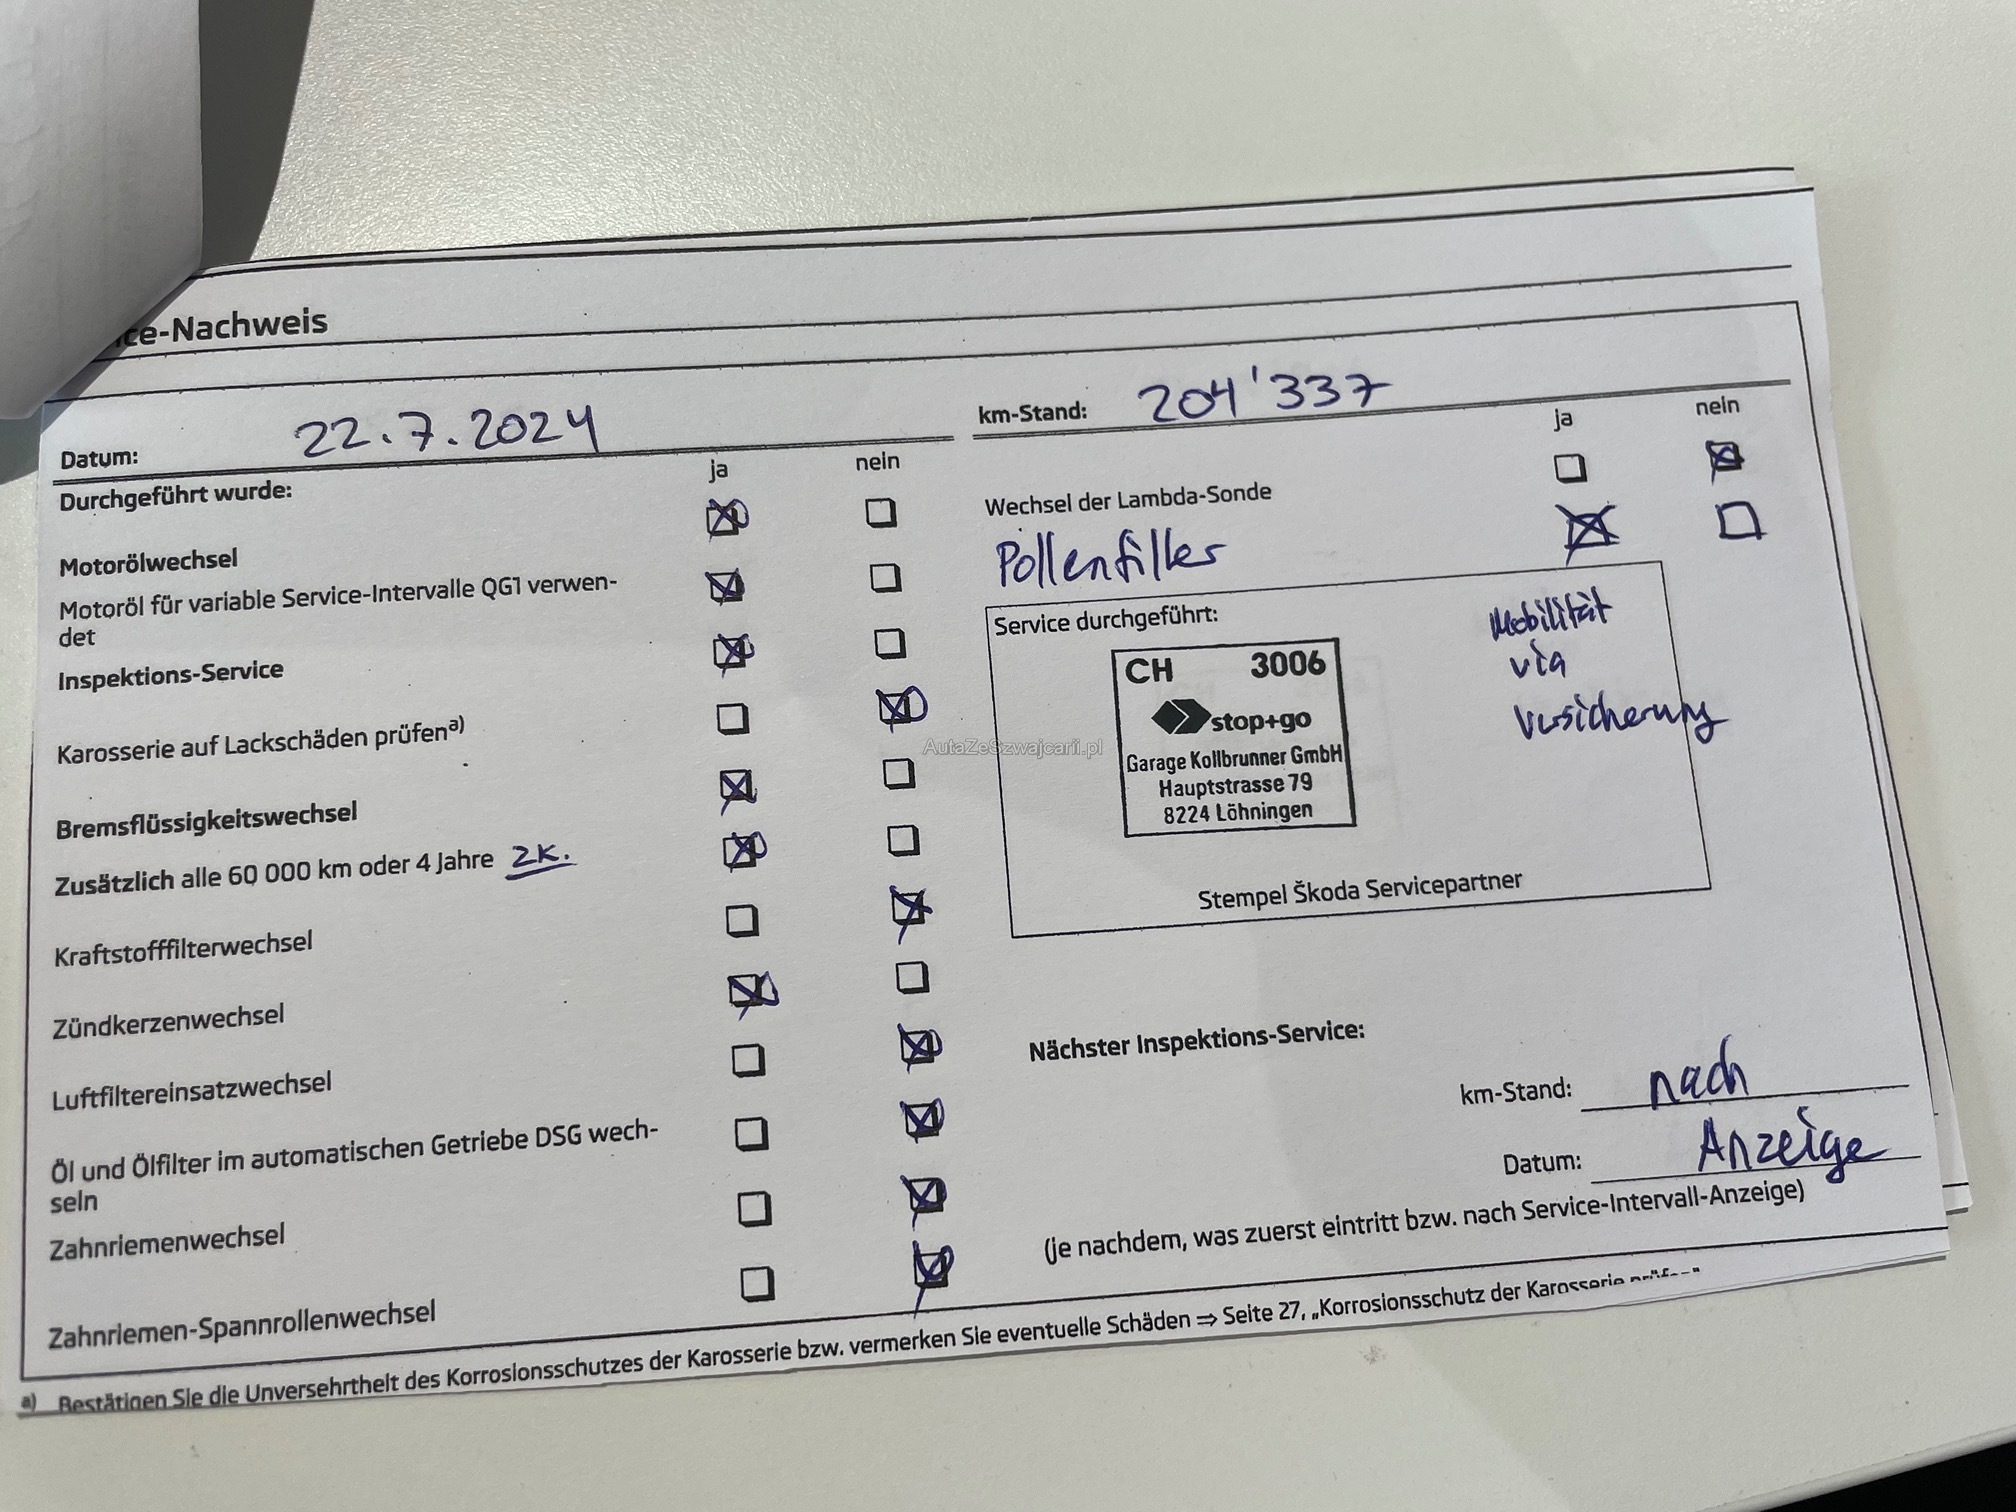 ce-Nachweis
Datum: 22.7.2024
km-Stand: 204'337
Durchgeführt wurde:
ja nein
Motorölwechsel
Motoröl für variable Service-Intervalle QG1 verwen-
det
Inspektions-Service
Karosserie auf Lackschäden prüfen a)
Bremsflüssigkeitswechsel
Zusätzlich alle 60 000 km oder 4 Jahre ZK.
Kraftstofffilterwechsel
Zündkerzenwechsel
Luftfiltereinsatzwechsel
Öl und Ölfilter im automatischen Getriebe DSG wech-
seln
Zahnriemenwechsel
Zahnriemen-Spannrollenwechsel
ja nein
Wechsel der Lambda-Sonde
Pollenfilter
Service durchgeführt:
CH 3006
stop+go
Garage Kollbrunner GmbH
Hauptstrasse 79
8224 Löhningen
Mobilität
via
Versicherung
Stempel Škoda Servicepartner
Nächster Inspektions-Service:
km-Stand: nach
Datum: Anzeige
(je nachdem, was zuerst eintritt bzw. nach Service-Intervall-Anzeige)
a) Bestätigen Sie die Unversehrtheit des Korrosionsschutzes der Karosserie bzw. vermerken Sie eventuelle Schäden ⇒ Seite 27, „Korrosionsschutz der Karosserie prüfen"
AutaZeSzwajcarii.pl